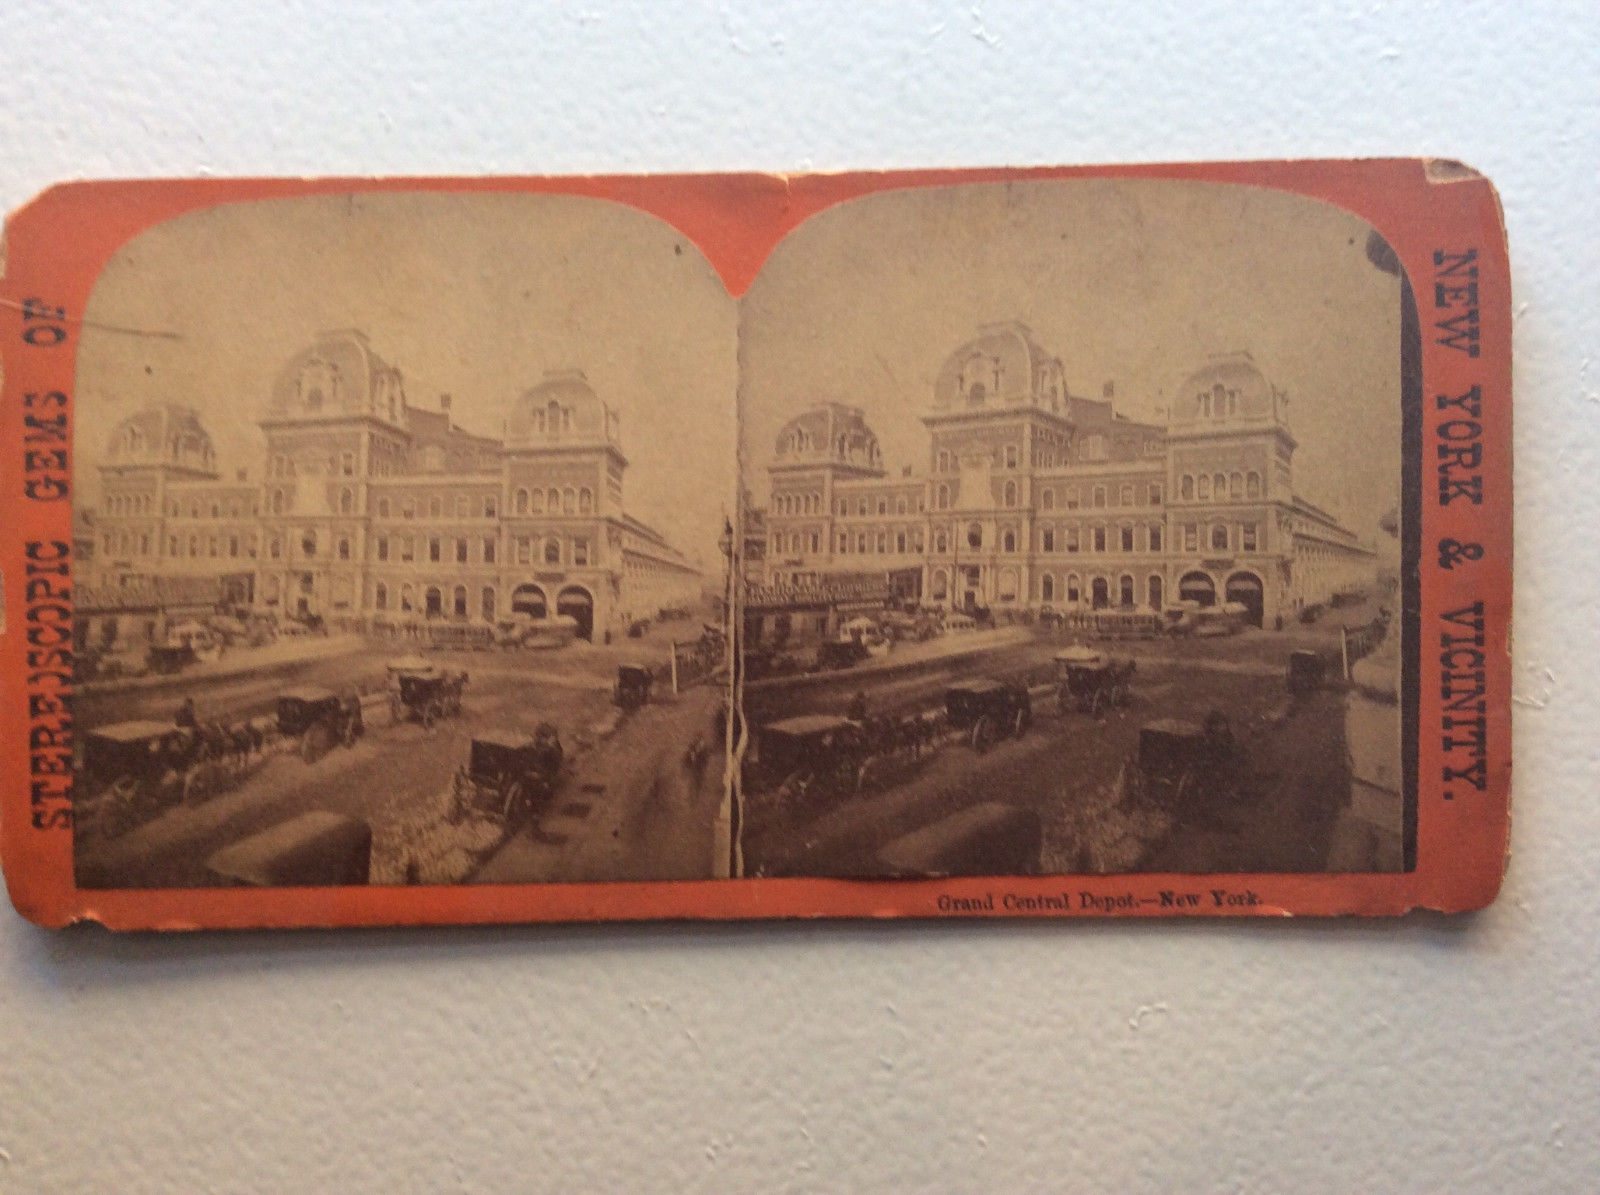 STEREOSCOPIC GEMS OF
NEW YORK & VICINITY.
Grand Central Depot.—New York.